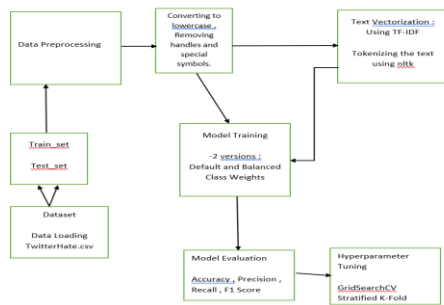 Data Preprocessing
Converting to
lowercase ,
Removing
handles and
special
symbols.
Text Vectorization :
Using TF-IDF
Tokenizing the text
using nltk
Train_set
Test_set
Model Training
-2 versions :
Default and Balanced
Class Weights
Dataset
Data Loading
TwitterHate.csv
Model Evaluation
Accuracy , Precision ,
Recall , F1 Score
Hyperparameter
Tuning
GridSearchCV
Stratified K-Fold